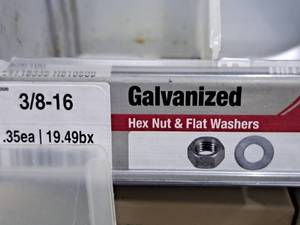 3/8-16
.35ea | 19.49bx
Galvanized
Hex Nut & Flat Washers